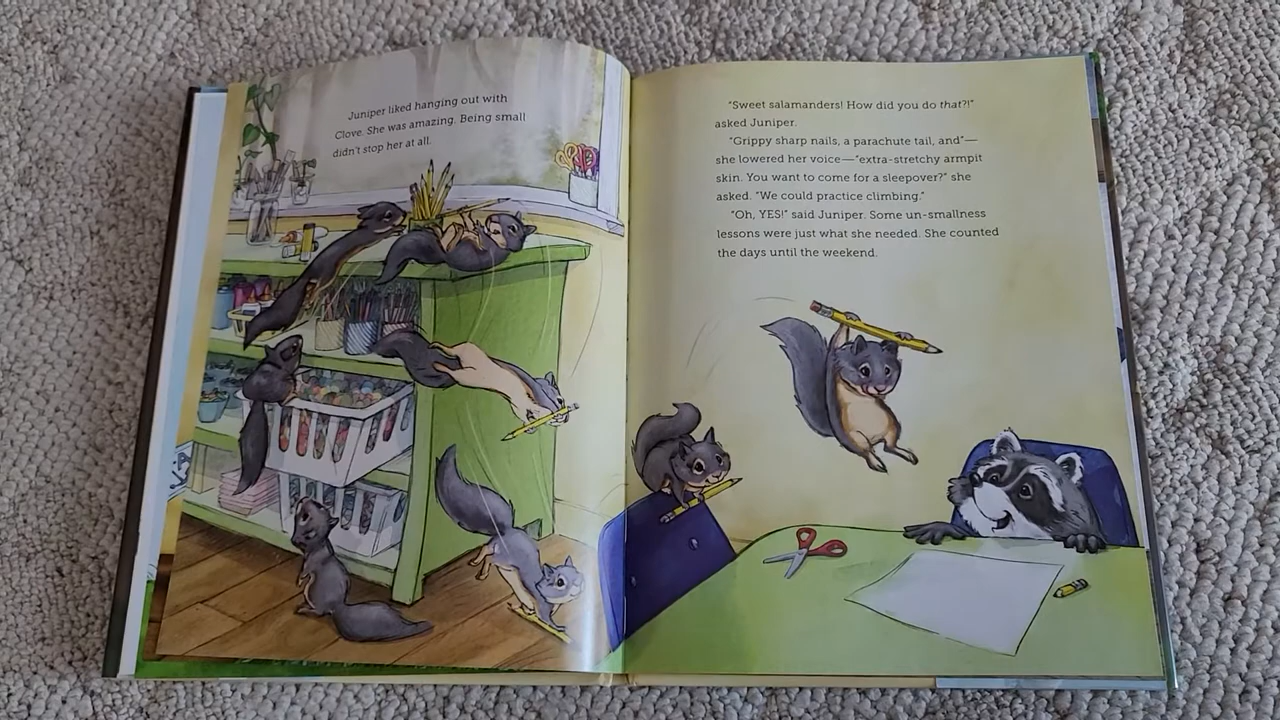 Juniper liked hanging out with
Clove. She was amazing. Being small
didn't stop her at all.
"Sweet salamanders! How did you do that?!"
asked Juniper.
"Grippy sharp nails, a parachute tail, and"—
she lowered her voice—"extra-stretchy armpit
skin. You want to come for a sleepover?" she
asked. "We could practice climbing."
"Oh, YES!" said Juniper. Some un-smallness
lessons were just what she needed. She counted
the days until the weekend.